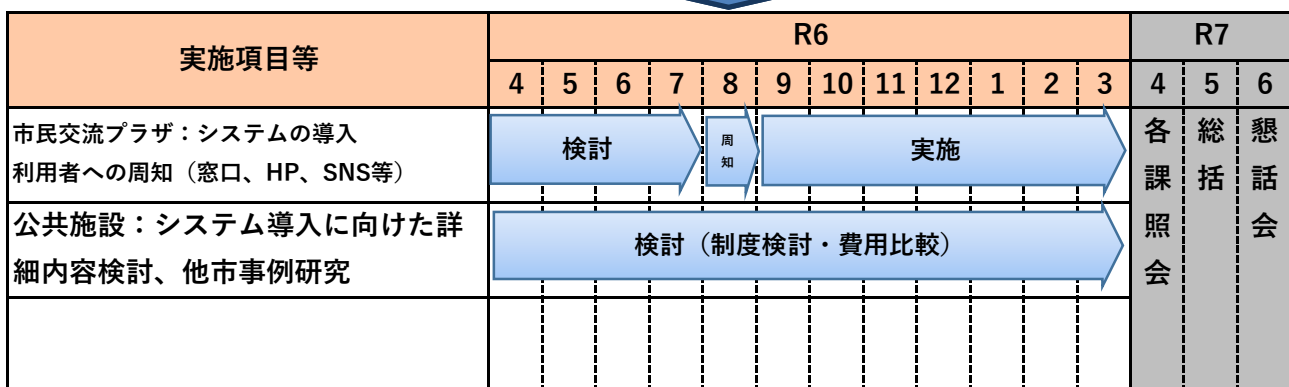 実施項目等
R6
R7
4 5 6 7 8 9 10 11 12 1 2 3 4 5 6
市民交流プラザ：システムの導入
利用者への周知（窓口、HP、SNS等）
検討
周知
実施
公共施設：システム導入に向けた詳
細内容検討、他市事例研究
検討（制度検討・費用比較）
各課照会
総括
懇話会